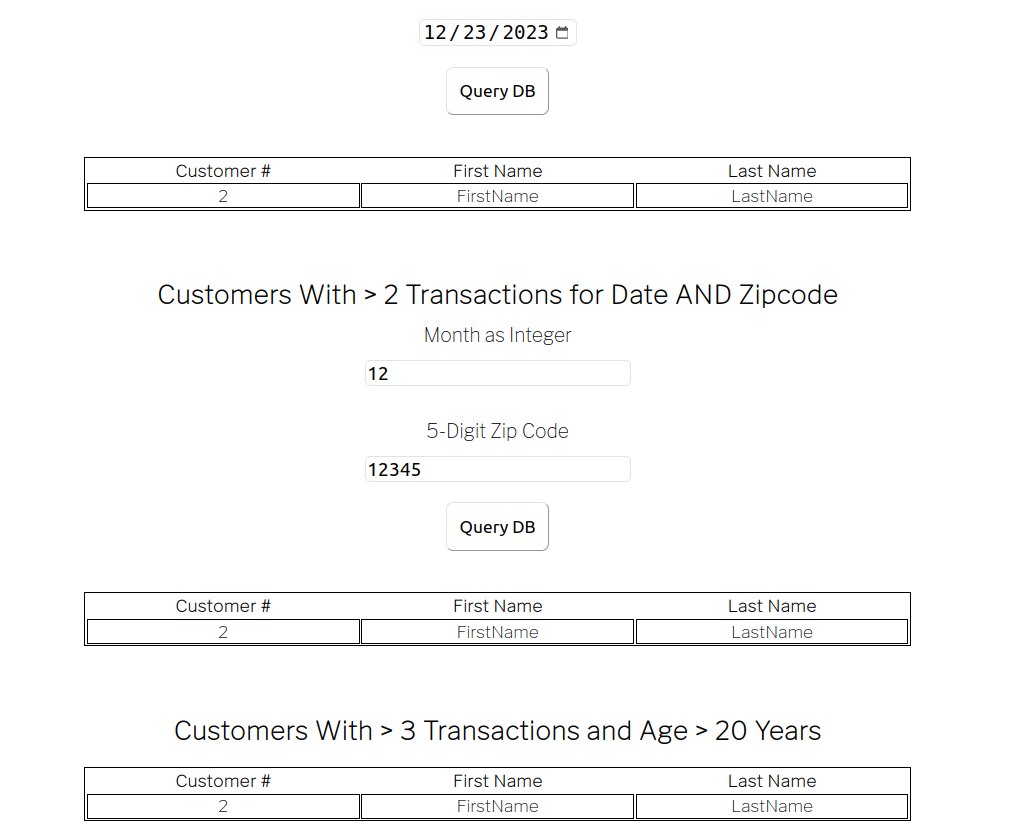 12/23/2023
Query DB
Customer # First Name Last Name
2 FirstName LastName
Customers With > 2 Transactions for Date AND Zipcode
Month as Integer
12
5-Digit Zip Code
12345
Query DB
Customer # First Name Last Name
2 FirstName LastName
Customers With > 3 Transactions and Age > 20 Years
Customer # First Name Last Name
2 FirstName LastName